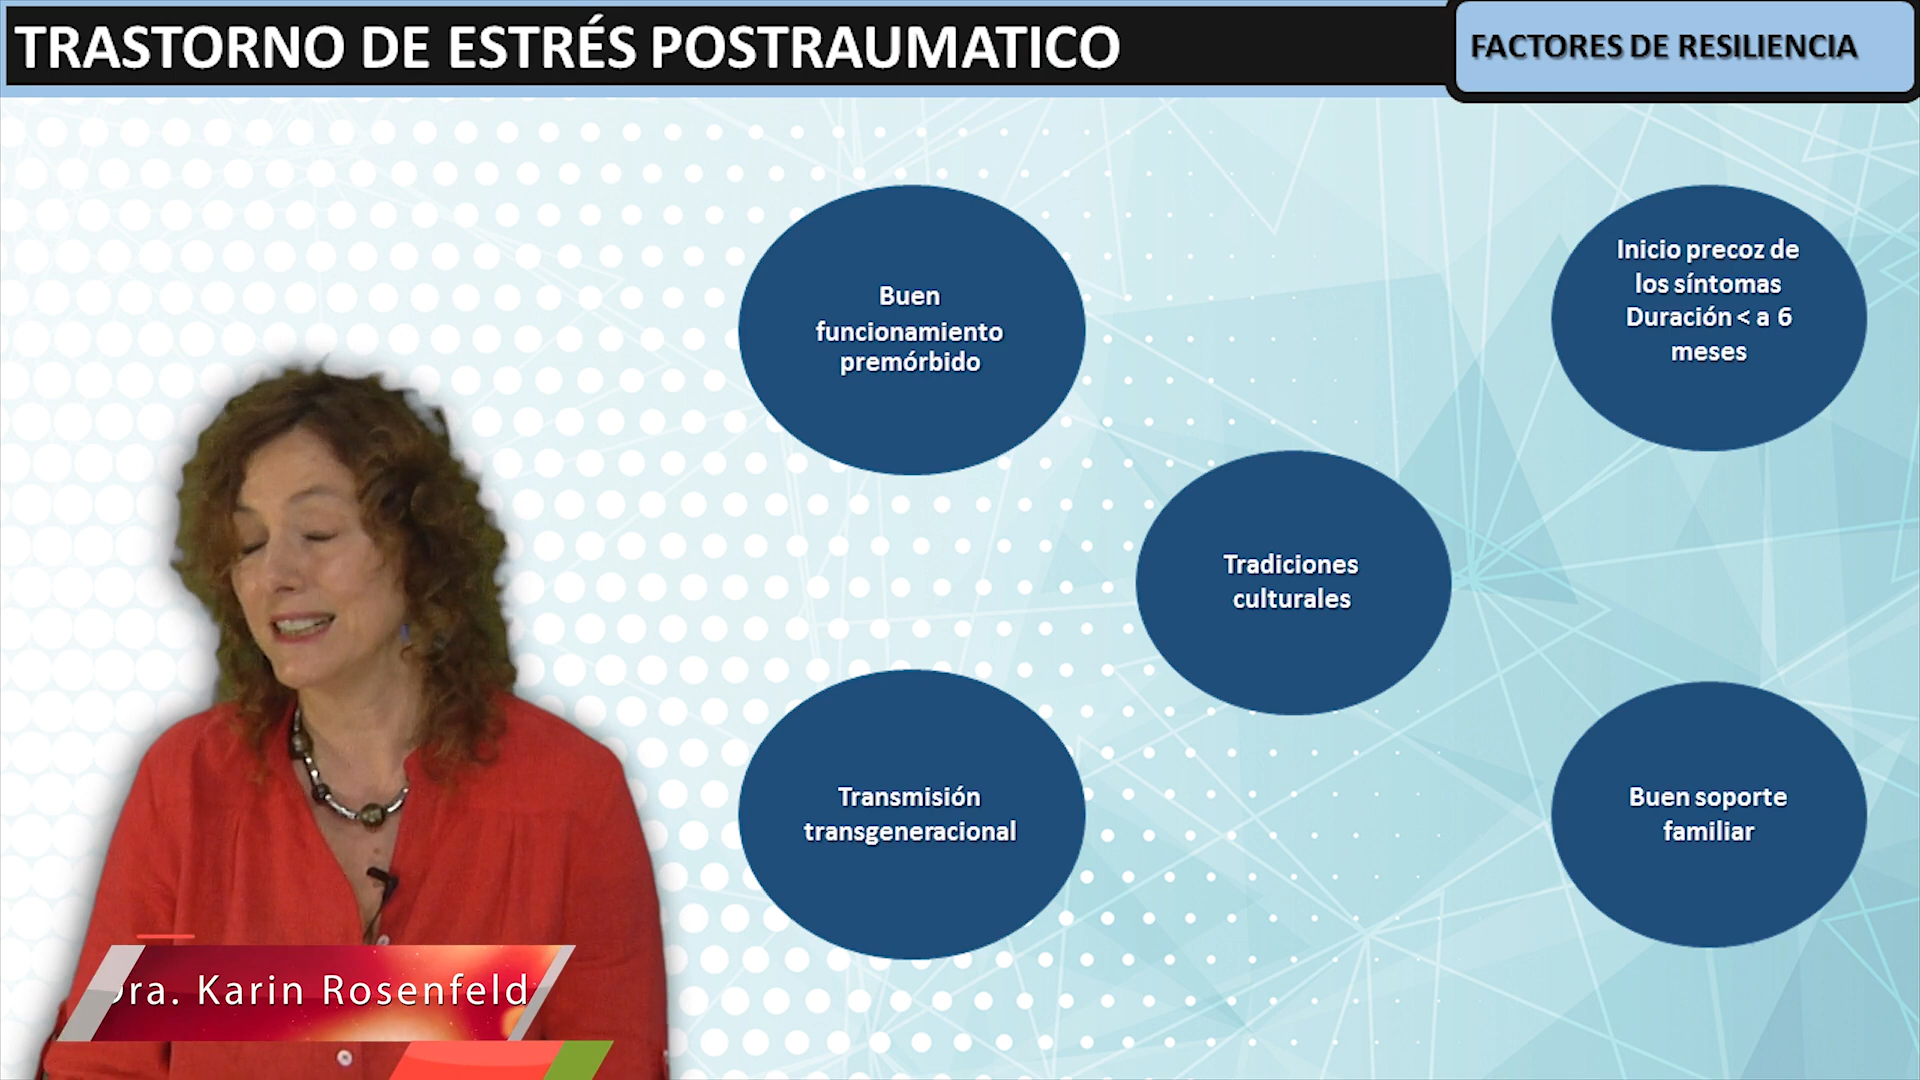 TRASTORNO DE ESTRÉS POSTRAUMATICO
FACTORES DE RESILIENCIA
Buen
funcionamiento
premórbido
Inicio precoz de
los síntomas
Duración < a 6
meses
Tradiciones
culturales
Transmisión
transgeneracional
Buen soporte
familiar
Dra. Karin Rosenfeld